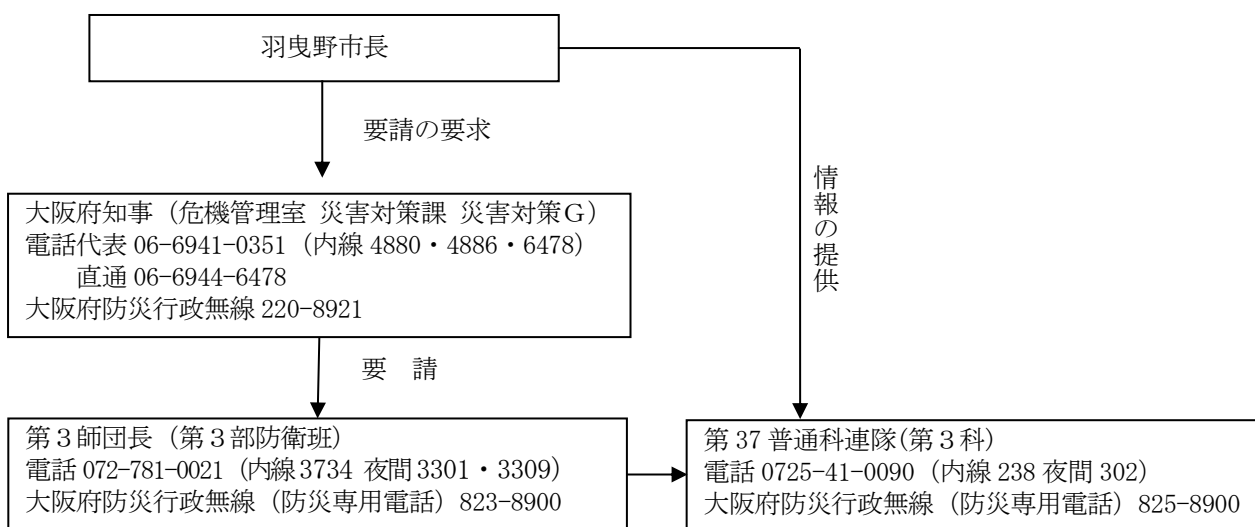 羽曳野市長
要請の要求
情報の提供
大阪府知事（危機管理室 災害対策課 災害対策Ｇ）
電話代表 06-6941-0351（内線 4880・4886・6478）
直通 06-6944-6478
大阪府防災行政無線 220-8921
要　請
第３師団長（第３部防衛班）
電話 072-781-0021（内線 3734 夜間 3301・3309）
大阪府防災行政無線（防災専用電話）823-8900
第 37 普通科連隊(第３科)
電話 0725-41-0090（内線 238 夜間 302）
大阪府防災行政無線（防災専用電話）825-8900